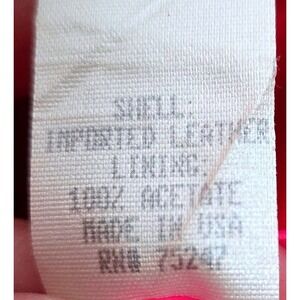 SHELL:
IMPORTED LEATHER
LINING:
100% ACETATE
MADE IN USA
RN# 75247